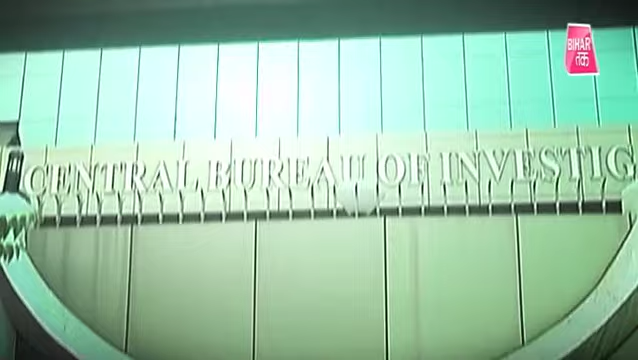 BIHAR
तक
CENTRAL BUREAU OF INVESTIG